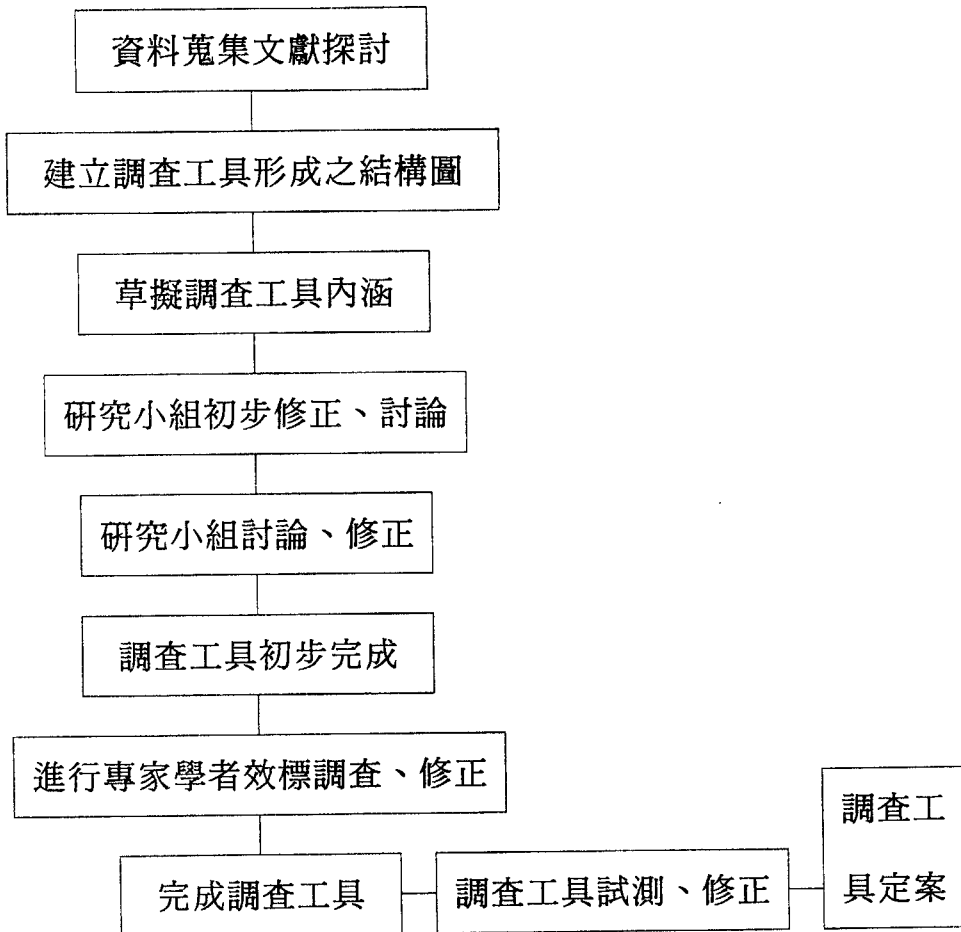 資料蒐集文獻探討
建立調查工具形成之結構圖
草擬調查工具內涵
研究小組初步修正、討論
研究小組討論、修正
調查工具初步完成
進行專家學者效標調查、修正
完成調查工具
調查工具試測、修正
調查工
具定案